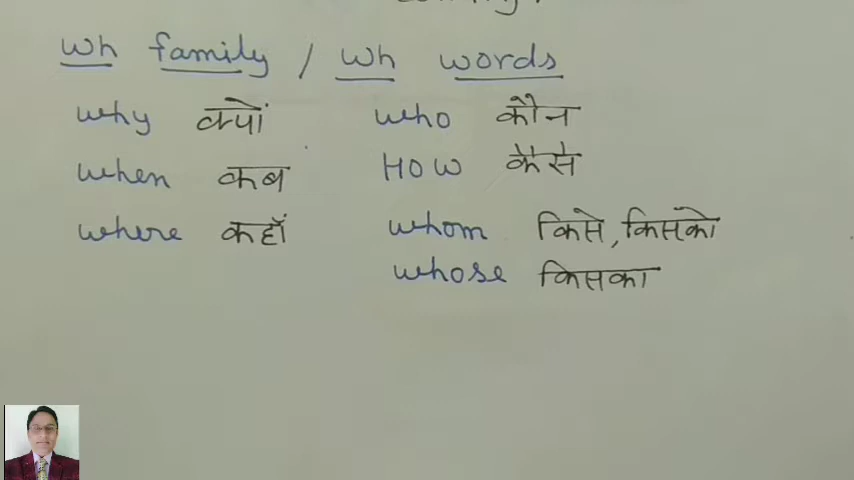 wh family / wh words
why क्यों who कौन
when कब HOW कैसे
where कहाँ whom किसे, किसको
whose किसका